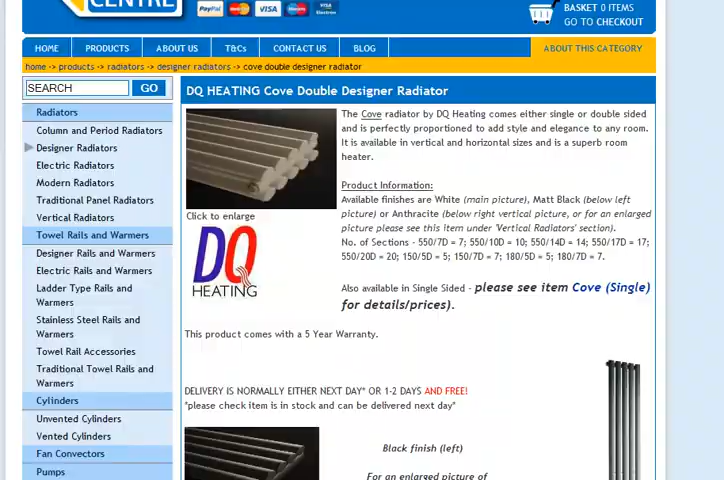 CENTRE
PayPal VISA VISA Electron
BASKET 0 ITEMS
GO TO CHECKOUT
HOME PRODUCTS ABOUT US T&Cs CONTACT US BLOG ABOUT THIS CATEGORY
home -> products -> radiators -> designer radiators -> cove double designer radiator
SEARCH GO
Radiators
Column and Period Radiators
Designer Radiators
Electric Radiators
Modern Radiators
Traditional Panel Radiators
Vertical Radiators
Towel Rails and Warmers
Designer Rails and Warmers
Electric Rails and Warmers
Ladder Type Rails and
Warmers
Stainless Steel Rails and
Warmers
Towel Rail Accessories
Traditional Towel Rails and
Warmers
Cylinders
Unvented Cylinders
Vented Cylinders
Fan Convectors
Pumps
DQ HEATING Cove Double Designer Radiator
Click to enlarge
DQ
HEATING
The Cove radiator by DQ Heating comes either single or double sided
and is perfectly proportioned to add style and elegance to any room.
It is available in vertical and horizontal sizes and is a superb room
heater.
Product Information:
Available finishes are White (main picture), Matt Black (below left
picture) or Anthracite (below right vertical picture, or for an enlarged
picture please see this item under 'Vertical Radiators' section).
No. of Sections - 550/7D = 7; 550/10D = 10; 550/14D = 14; 550/17D = 17;
550/20D = 20; 150/5D = 5; 150/7D = 7; 180/5D = 5; 180/7D = 7.
Also available in Single Sided - please see item Cove (Single)
for details/prices).
This product comes with a 5 Year Warranty.
DELIVERY IS NORMALLY EITHER NEXT DAY* OR 1-2 DAYS AND FREE!
*please check item is in stock and can be delivered next day*
Black finish (left)
For an enlarged picture of